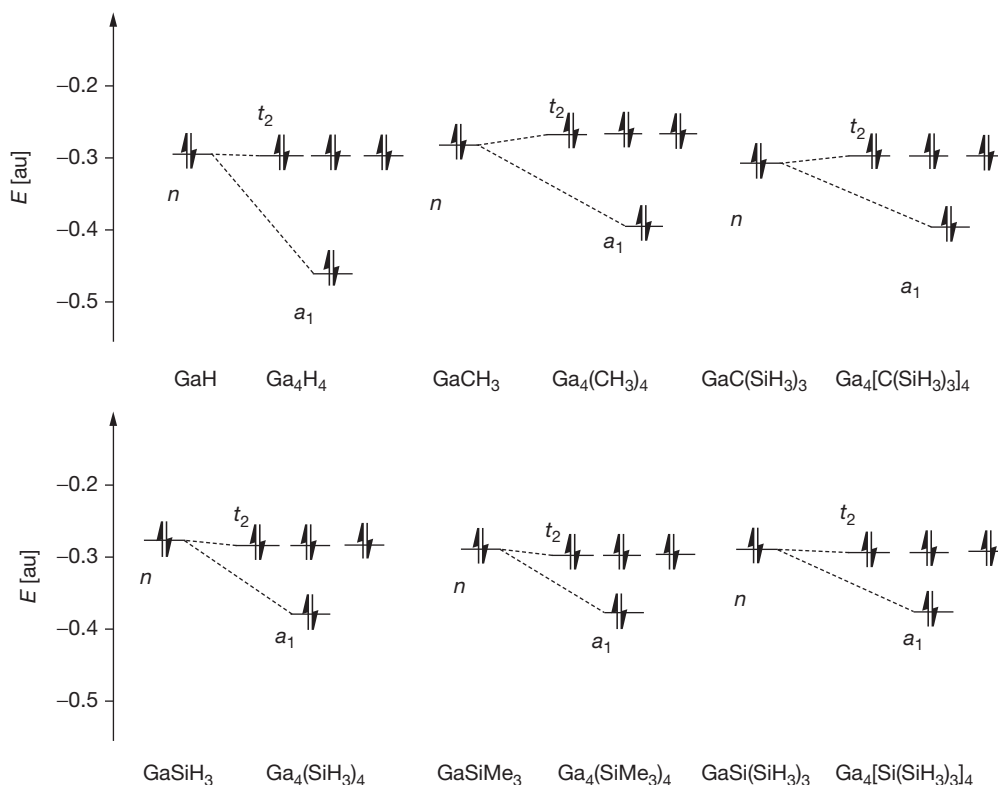 E [au]
−0.2
−0.3
−0.4
−0.5
n
t2
a1
n
t2
a1
n
t2
a1
GaH Ga4H4 GaCH3 Ga4(CH3)4 GaC(SiH3)3 Ga4[C(SiH3)3]4
E [au]
−0.2
−0.3
−0.4
−0.5
n
t2
a1
n
t2
a1
n
t2
a1
GaSiH3 Ga4(SiH3)4 GaSiMe3 Ga4(SiMe3)4 GaSi(SiH3)3 Ga4[Si(SiH3)3]4